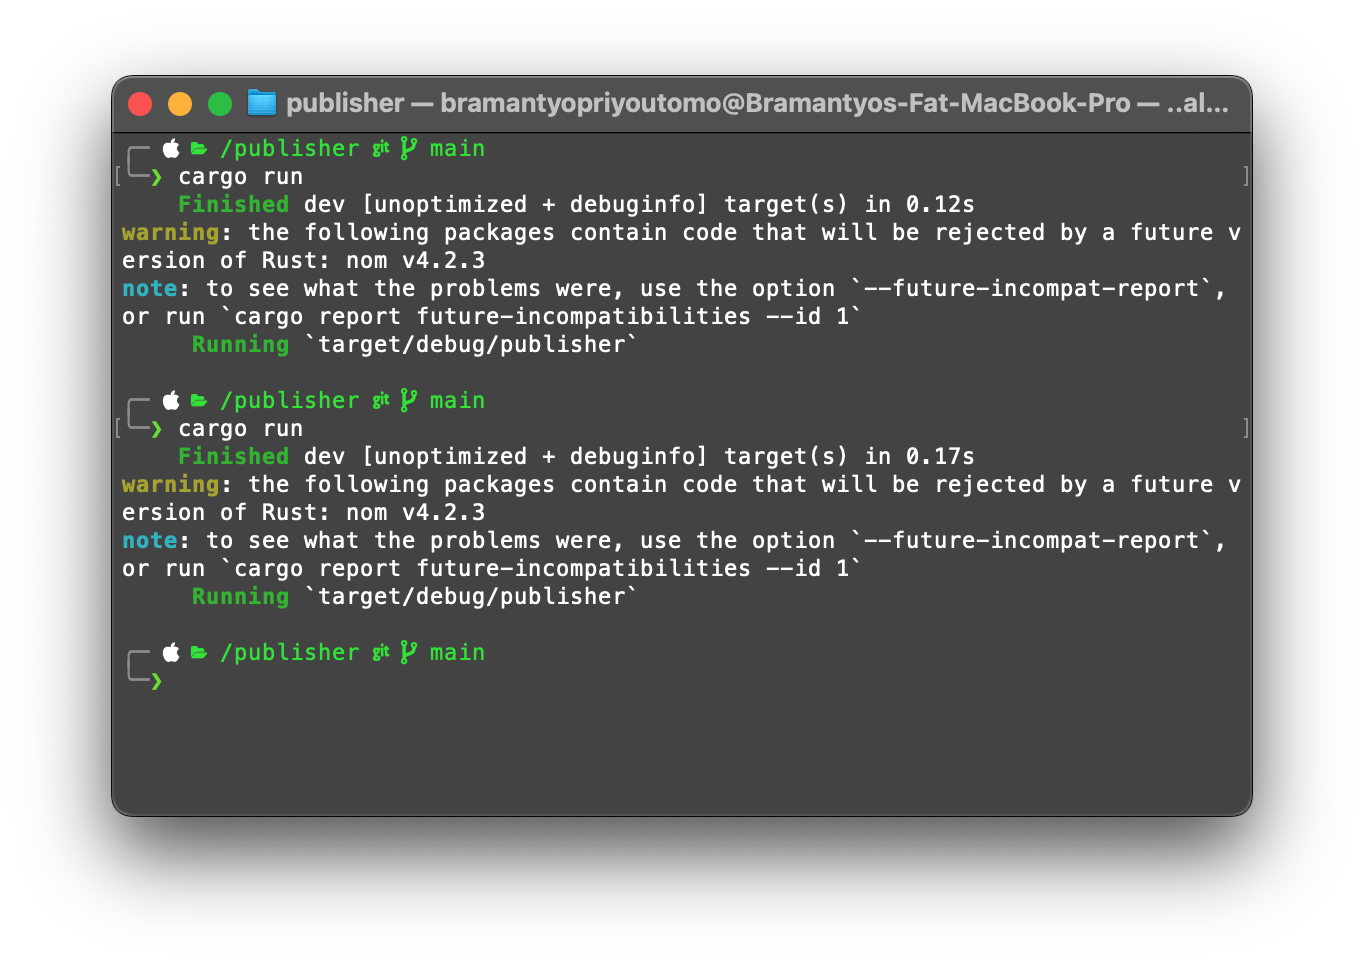 publisher — bramantyopriyoutomo@Bramantyos-Fat-MacBook-Pro — ..al...
/publisher git main
[ ❯ cargo run ]
Finished dev [unoptimized + debuginfo] target(s) in 0.12s
warning: the following packages contain code that will be rejected by a future v
ersion of Rust: nom v4.2.3
note: to see what the problems were, use the option `--future-incompat-report`,
or run `cargo report future-incompatibilities --id 1`
Running `target/debug/publisher`
/publisher git main
[ ❯ cargo run ]
Finished dev [unoptimized + debuginfo] target(s) in 0.17s
warning: the following packages contain code that will be rejected by a future v
ersion of Rust: nom v4.2.3
note: to see what the problems were, use the option `--future-incompat-report`,
or run `cargo report future-incompatibilities --id 1`
Running `target/debug/publisher`
/publisher git main
❯